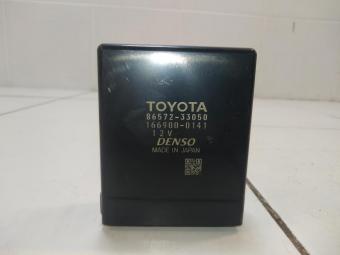 TOYOTA
86572-33050
166900-0141
12V
DENSO
MADE IN JAPAN